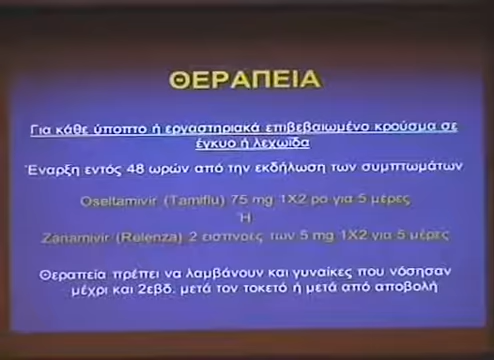 ΘΕΡΑΠΕΙΑ
Για κάθε ύποπτο ή εργαστηριακά επιβεβαιωμένο κρούσμα σε
έγκυο ή λεχωίδα
Έναρξη εντός 48 ωρών από την εκδήλωση των συμπτωμάτων
Oseltamivir (Tamiflu) 75 mg 1X2 po για 5 μέρες
Ή
Zanamivir (Relenza) 2 εισπνοές των 5 mg 1X2 για 5 μέρες
Θεραπεία πρέπει να λαμβάνουν και γυναίκες που νόσησαν
μέχρι και 2εβδ. μετά τον τοκετό ή μετά από αποβολή